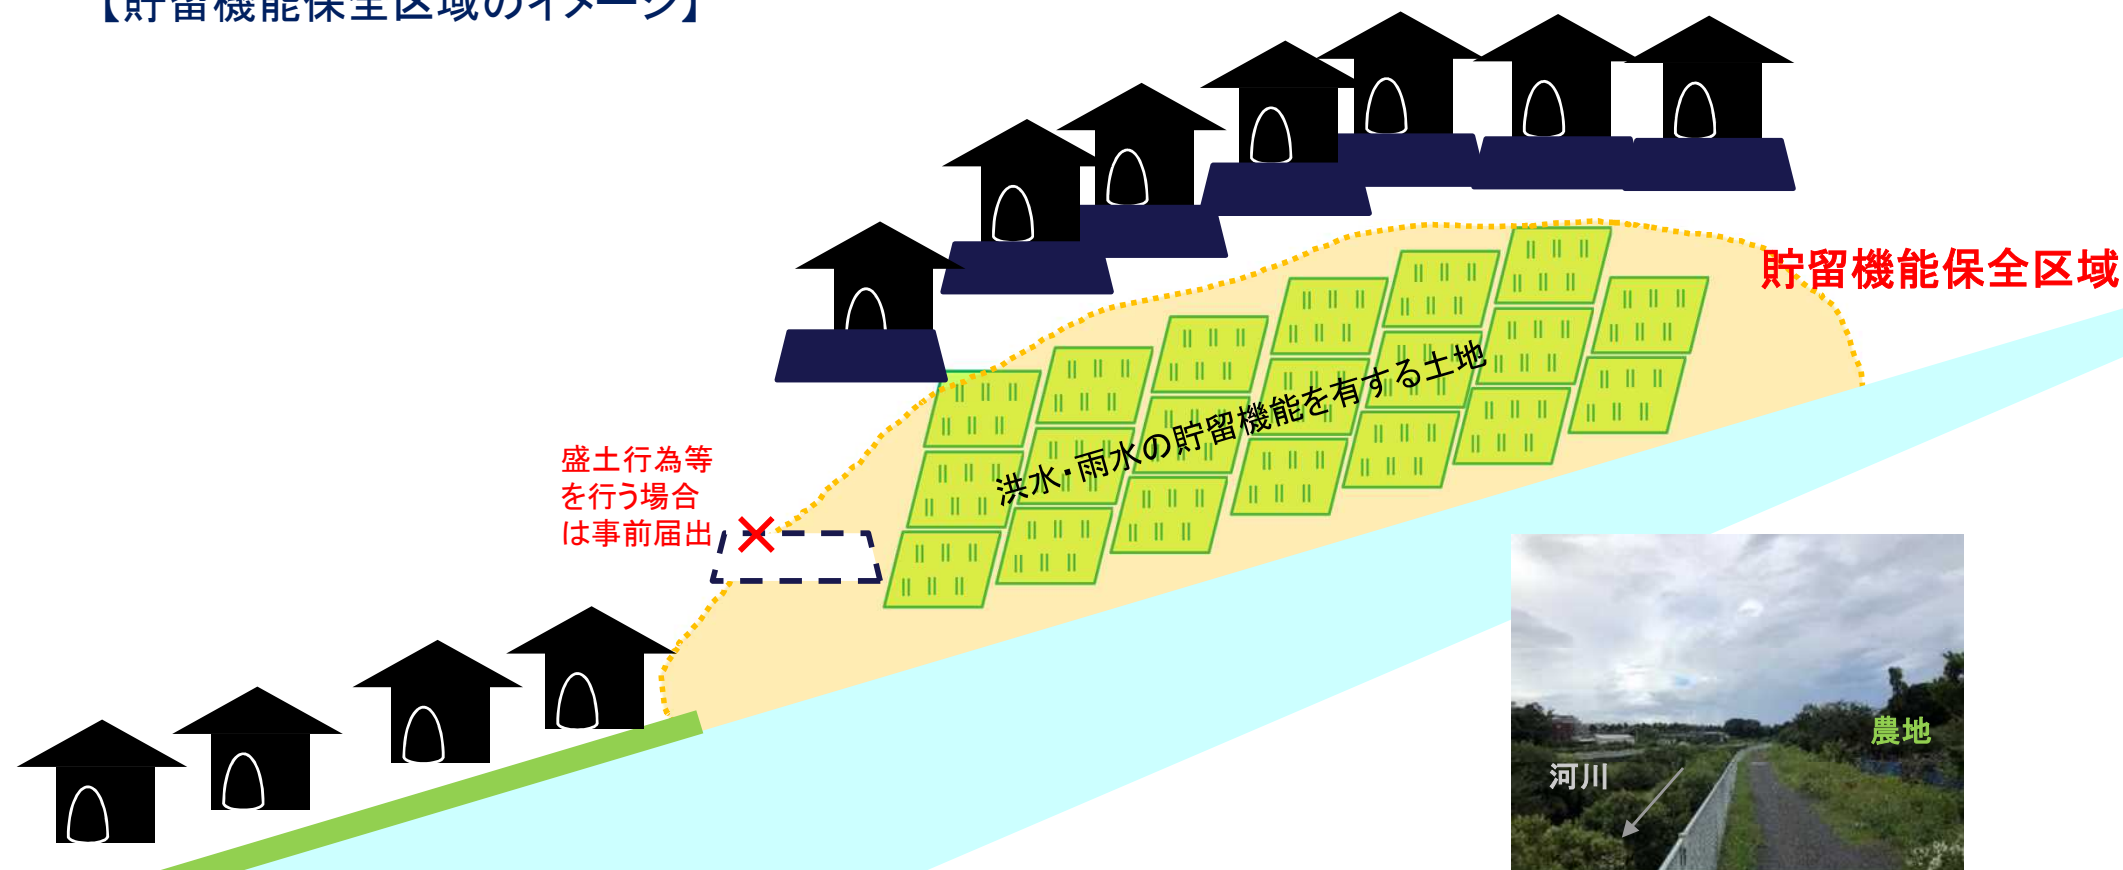 【貯留機能保全区域のイメージ】
貯留機能保全区域
洪水・雨水の貯留機能を有する土地
盛土行為等
を行う場合
は事前届出
農地
河川